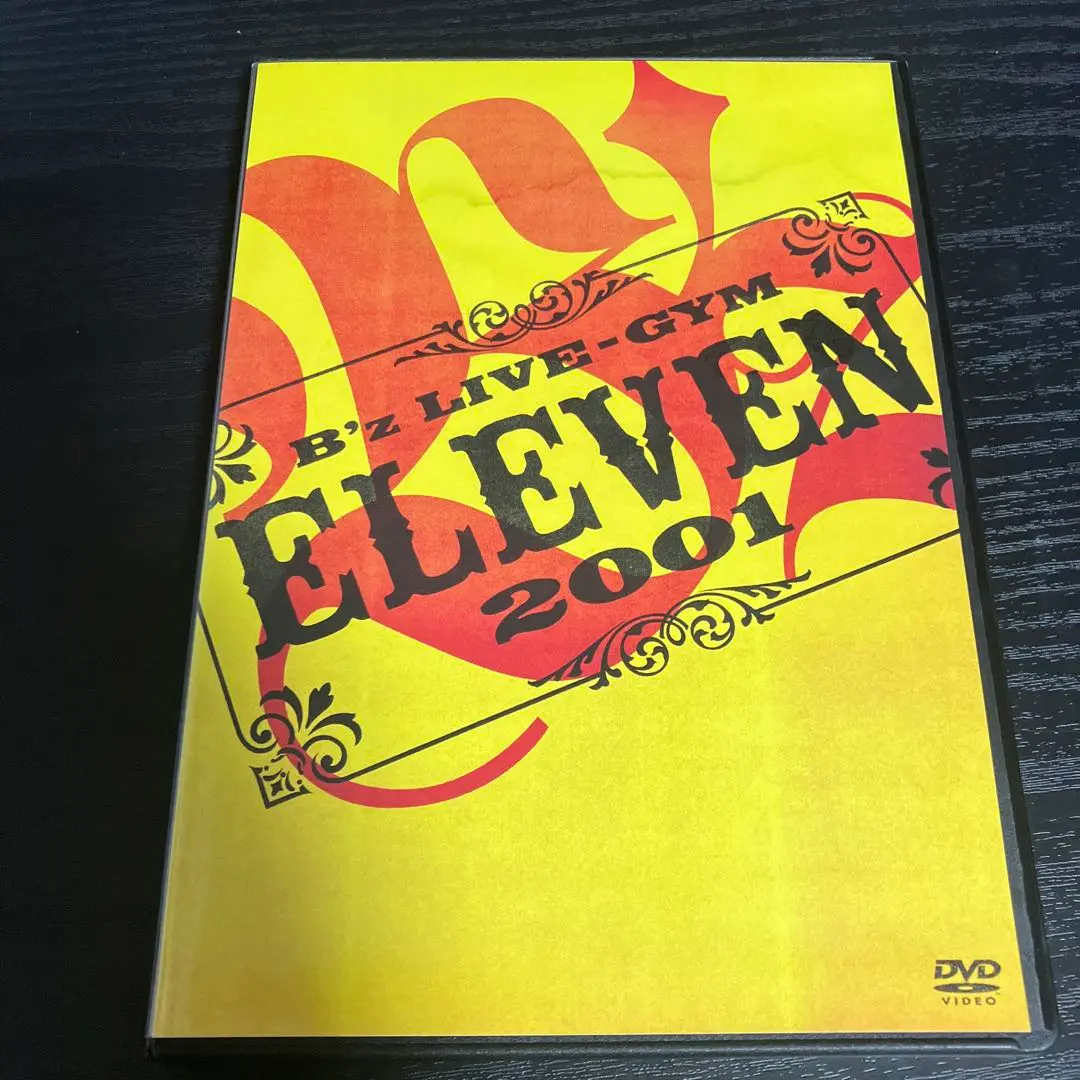 B'z LIVE-GYM
ELEVEN
2001
DVD
VIDEO